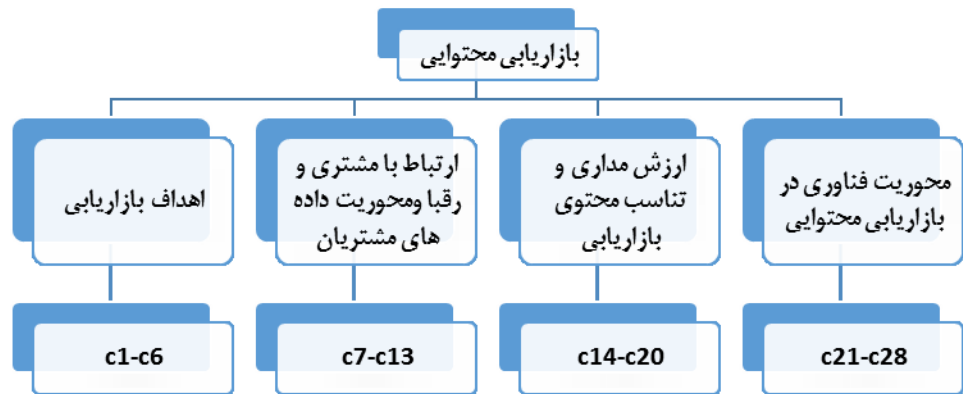 بازاریابی محتوایی
محوریت فناوری در
بازاریابی محتوایی
ارزش مداری و
تناسب محتوی
بازاریابی
ارتباط با مشتری و
رقبا ومحوریت داده
های مشتریان
اهداف بازاریابی
c21-c28
c14-c20
c7-c13
c1-c6